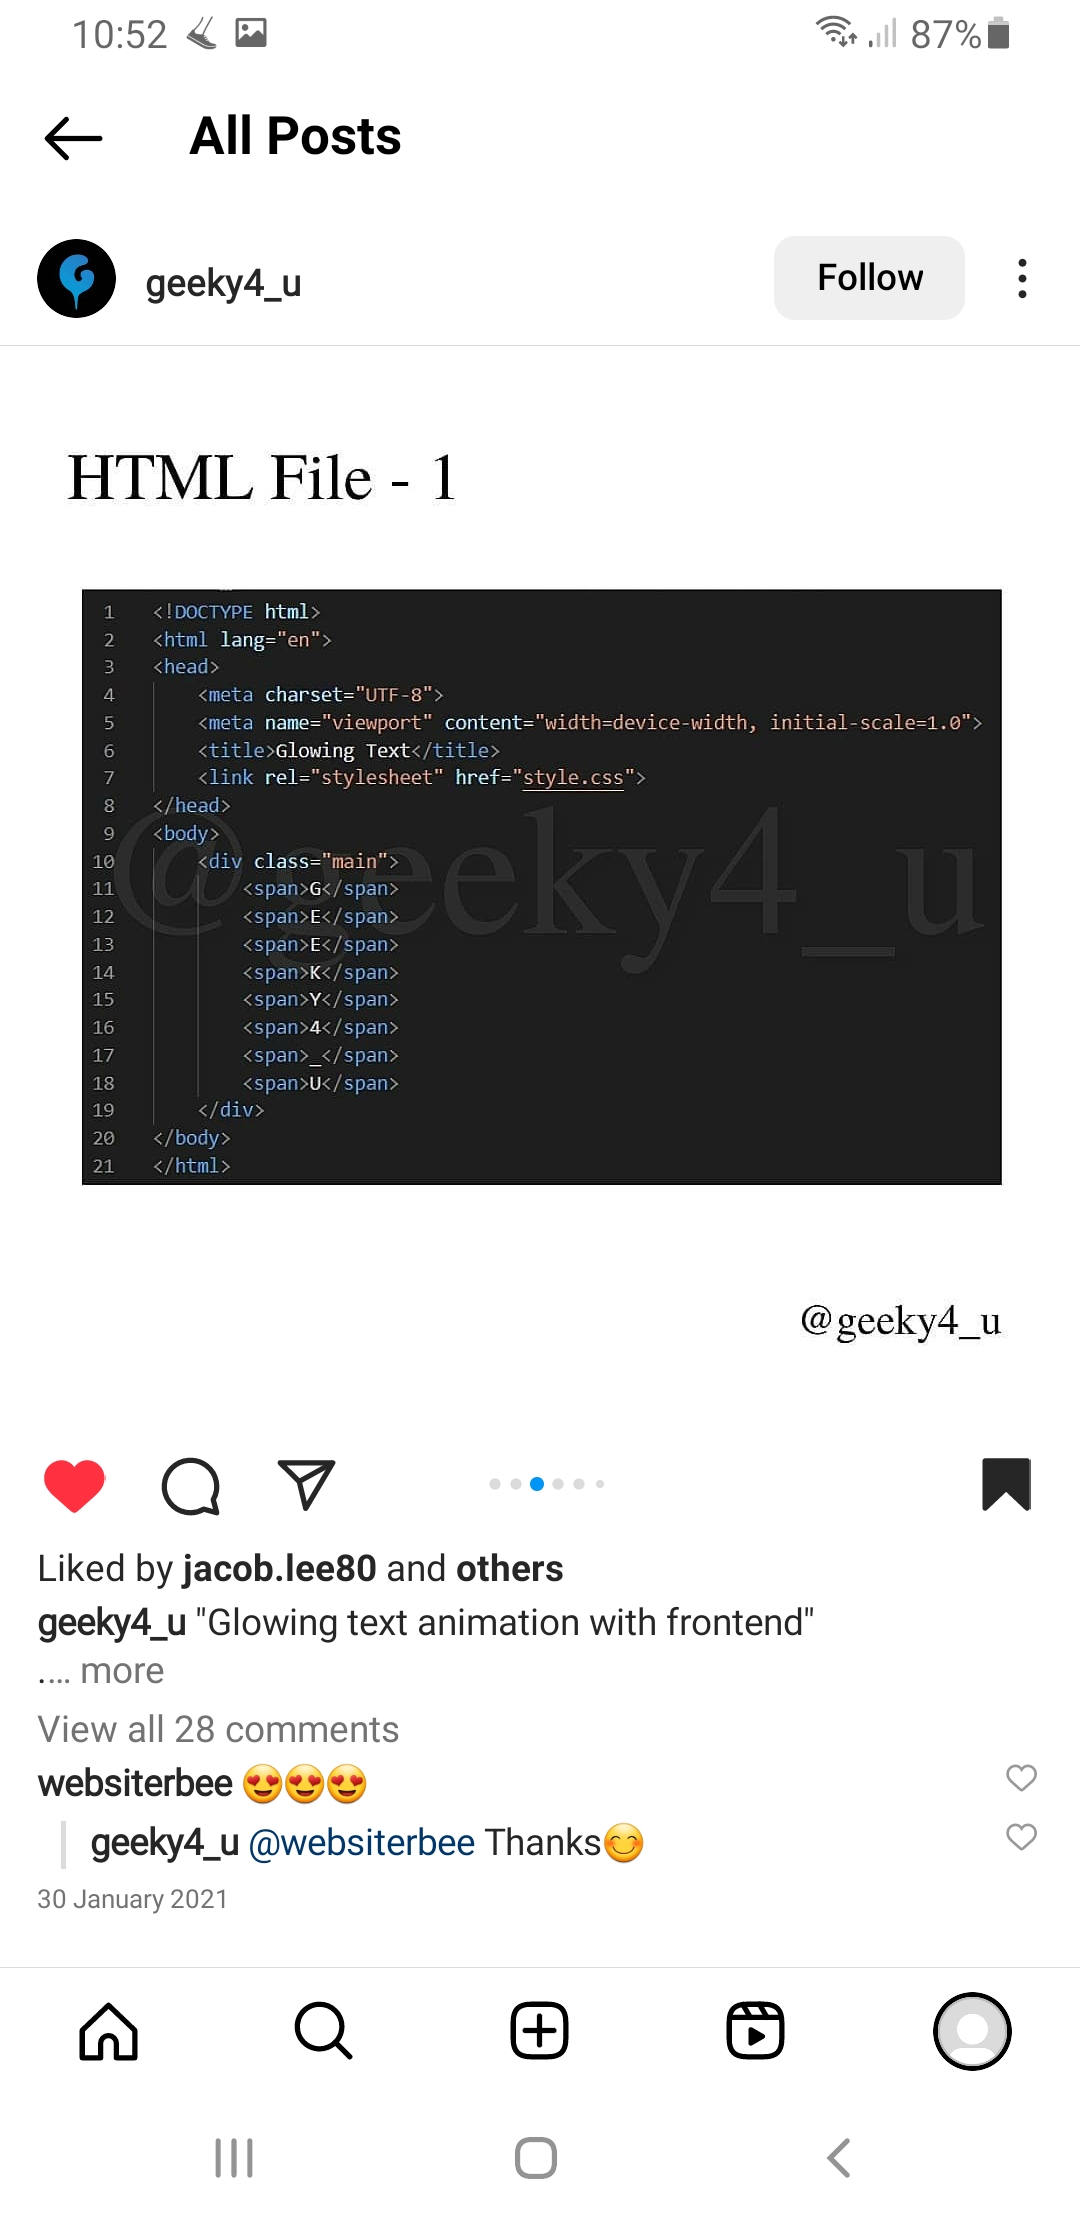 10:52 87%
All Posts
geeky4_u Follow
HTML File - 1
1 <!DOCTYPE html>
2 <html lang="en">
3 <head>
4 <meta charset="UTF-8">
5 <meta name="viewport" content="width=device-width, initial-scale=1.0">
6 <title>Glowing Text</title>
7 <link rel="stylesheet" href="style.css">
8 </head>
9 <body>
10 <div class="main">
11 <span>G</span>
12 <span>E</span>
13 <span>E</span>
14 <span>K</span>
15 <span>Y</span>
16 <span>4</span>
17 <span>_</span>
18 <span>U</span>
19 </div>
20 </body>
21 </html>
@geeky4_u
@geeky4_u
Liked by jacob.lee80 and others
geeky4_u "Glowing text animation with frontend"
.... more
View all 28 comments
websiterbee 😍😍😍
geeky4_u @websiterbee Thanks😊
30 January 2021